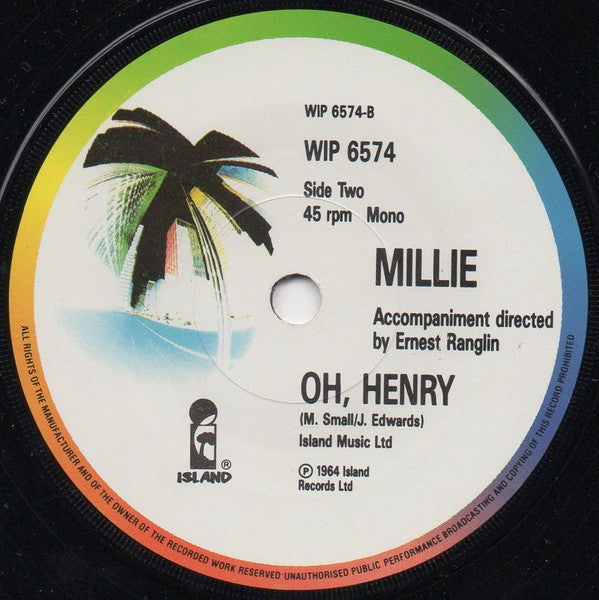 WIP 6574-B
WIP 6574
Side Two
45 rpm Mono
MILLIE
Accompaniment directed
by Ernest Ranglin
OH, HENRY
(M. Small/J. Edwards)
Island Music Ltd
℗ 1964 Island
Records Ltd
ISLAND ®
ALL RIGHTS OF THE MANUFACTURER AND OF THE OWNER OF THE RECORDED WORK RESERVED UNAUTHORISED PUBLIC PERFORMANCE BROADCASTING AND COPYING OF THIS RECORD PROHIBITED